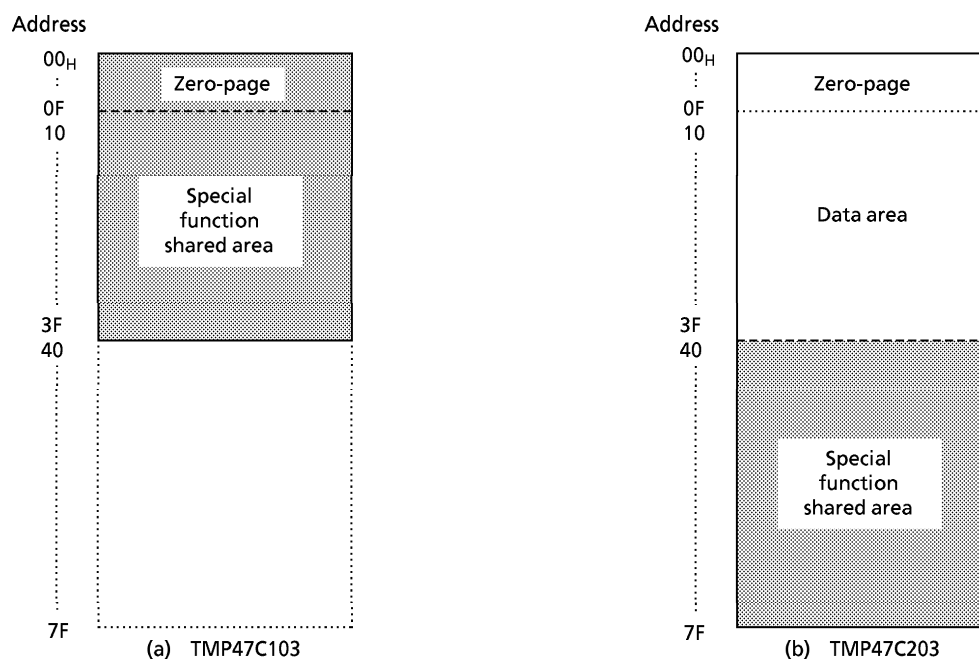 Address
00H
Zero-page
0F
10
Special
function
shared area
3F
40
7F
(a) TMP47C103
Address
00H
Zero-page
0F
10
Data area
3F
40
Special
function
shared area
7F
(b) TMP47C203